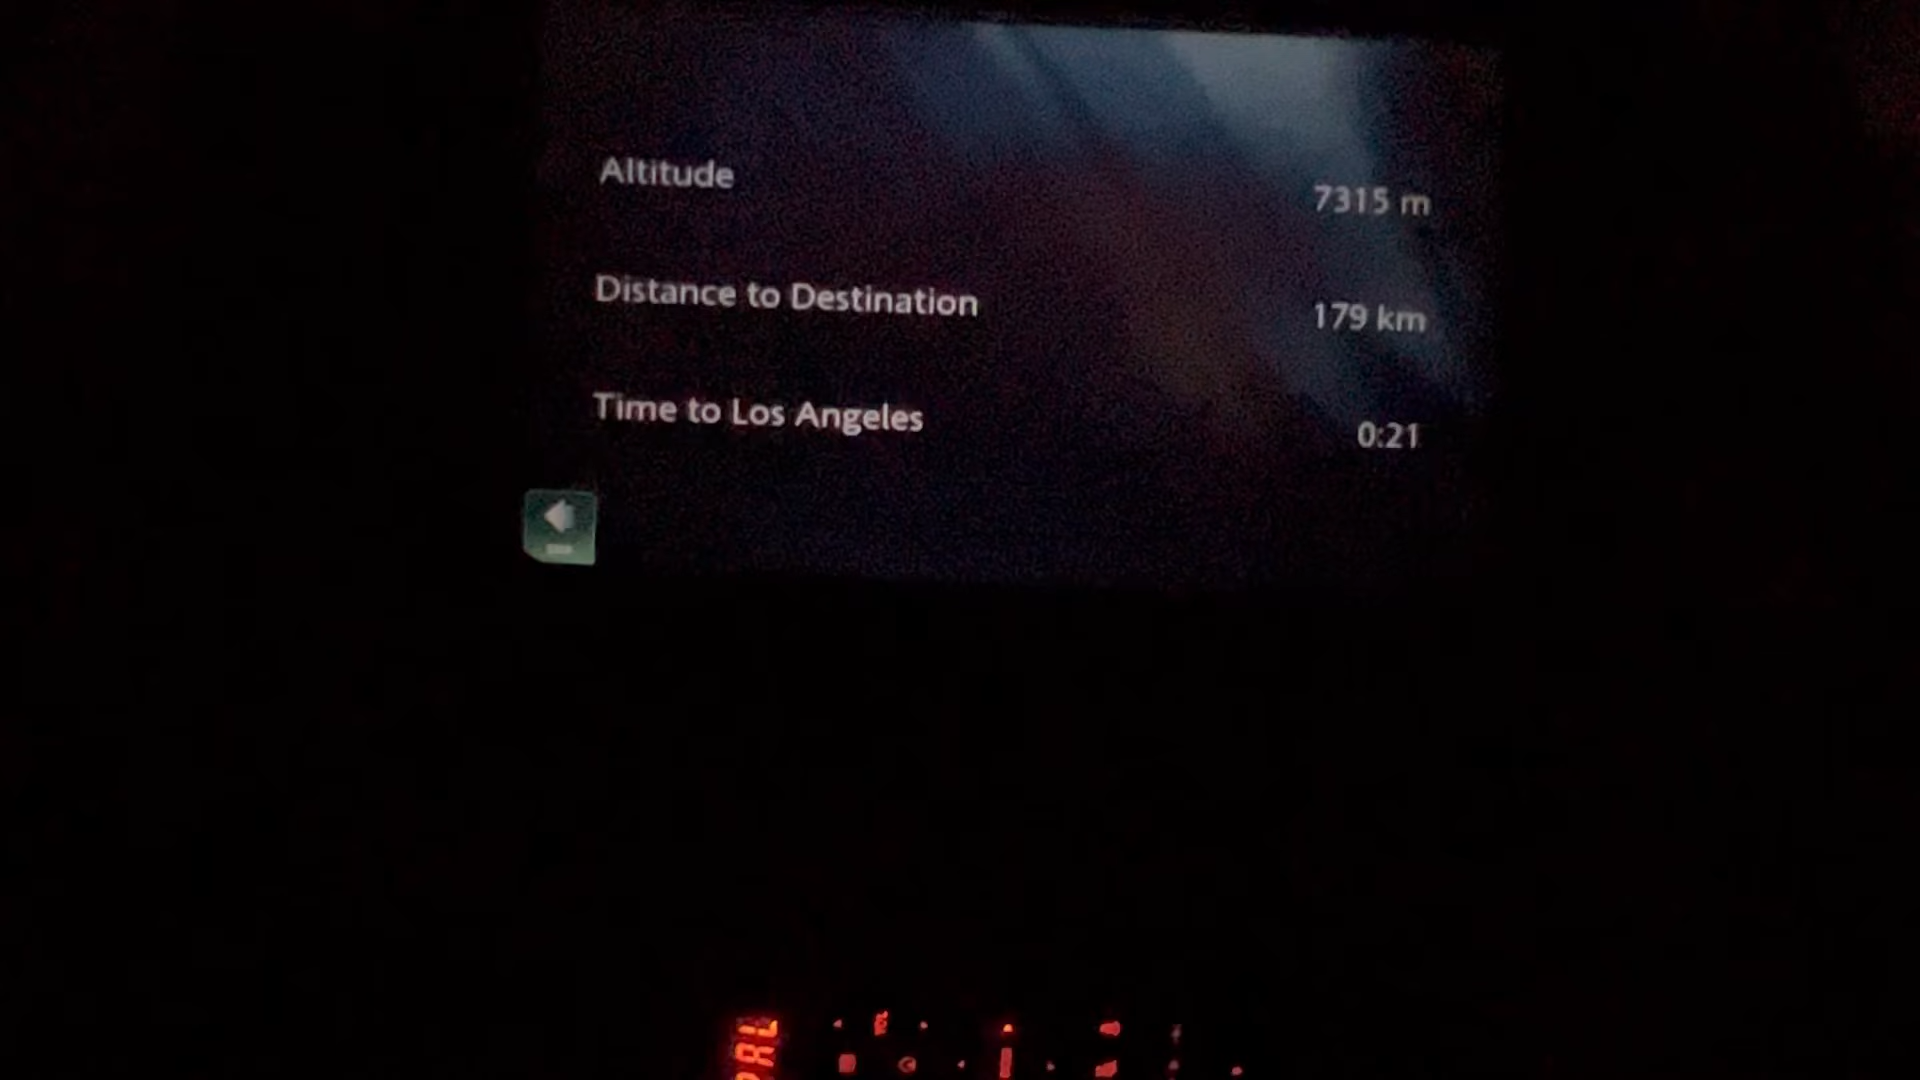 Altitude 7315 m
Distance to Destination 179 km
Time to Los Angeles 0:21